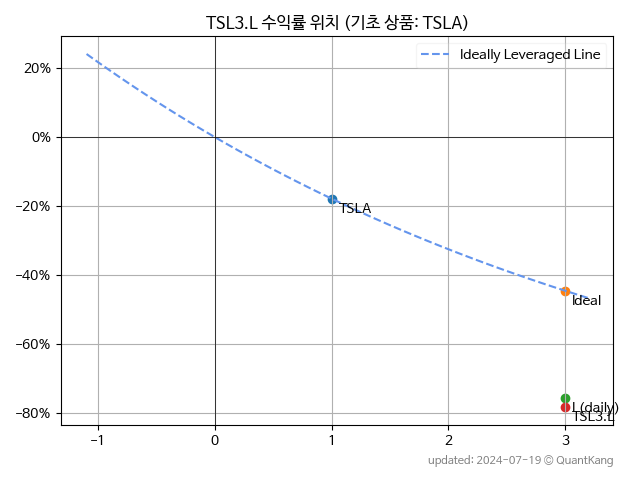 TSL3.L 수익률 위치 (기초 상품: TSLA)
Ideally Leveraged Line
20%
0%
−20%
TSLA
−40%
Ideal
−60%
−80%
L(daily)
TSL3.L
−1
0
1
2
3
updated: 2024-07-19 © QuantKang